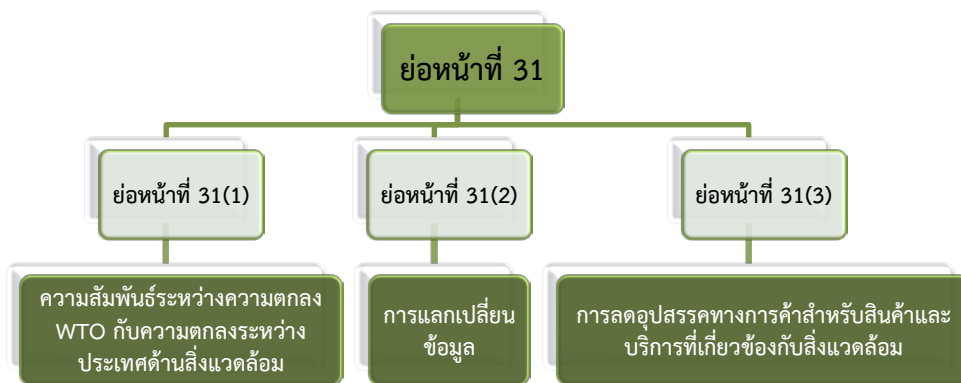 ย่อหน้าที่ 31
ย่อหน้าที่ 31(1)
ย่อหน้าที่ 31(2)
ย่อหน้าที่ 31(3)
ความสัมพันธ์ระหว่างความตกลง
WTO กับความตกลงระหว่าง
ประเทศด้านสิ่งแวดล้อม
การแลกเปลี่ยน
ข้อมูล
การลดอุปสรรคทางการค้าสำหรับสินค้าและ
บริการที่เกี่ยวข้องกับสิ่งแวดล้อม